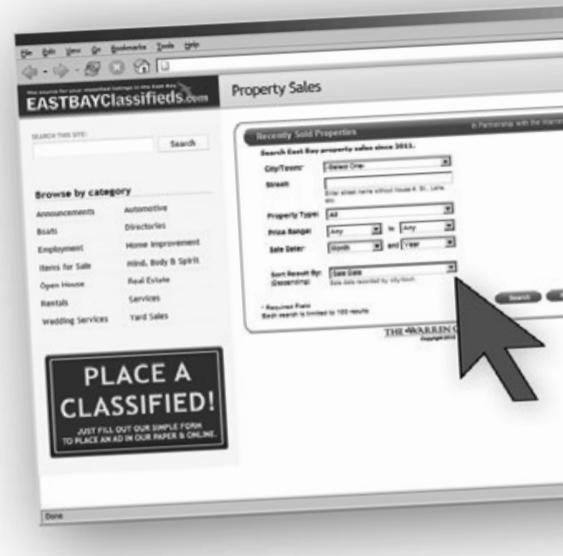 File Edit View Go Bookmarks Tools Help
The source for your classified listings in the East Bay
EASTBAYClassifieds.com
Property Sales
SEARCH THIS SITE:
Search
Browse by category
Announcements Automotive
Boats Directories
Employment Home Improvement
Items for Sale Mind, Body & Spirit
Open House Real Estate
Rentals Services
Wedding Services Yard Sales
PLACE A
CLASSIFIED!
JUST FILL OUT OUR SIMPLE FORM
TO PLACE AN AD IN OUR PAPER & ONLINE.
Recently Sold Properties
in Partnership with the Warren
Search East Bay property sales since 2011.
City/Town: -Select One-
Street:
Enter street name without house #, St., Lane,
etc.
Property Type: All
Price Range: Any to Any
Sale Date: Month and Year
Sort Result By: Sale Date
(Descending) Sale date recorded by city/town.
* Required Field
Each search is limited to 100 results
Search
THE WARREN G
Copyright
Done